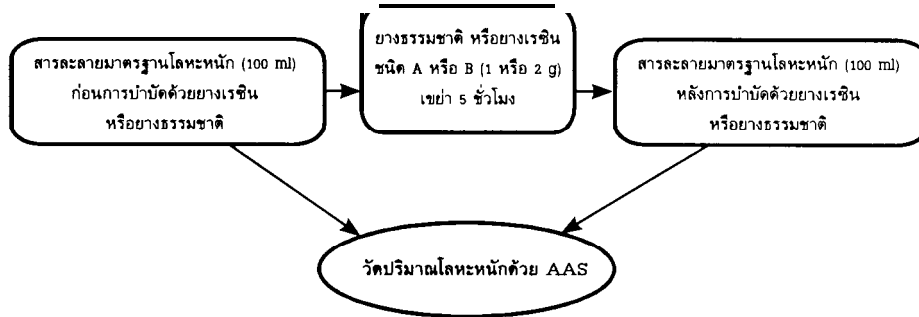 สารละลายมาตรฐานโลหะหนัก (100 ml)
ก่อนการบำบัดด้วยยางเรซิน
หรือยางธรรมชาติ
ยางธรรมชาติ หรือยางเรซิน
ชนิด A หรือ B (1 หรือ 2 g)
เขย่า 5 ชั่วโมง
สารละลายมาตรฐานโลหะหนัก (100 ml)
หลังการบำบัดด้วยยางเรซิน
หรือยางธรรมชาติ
วัดปริมาณโลหะหนักด้วย AAS